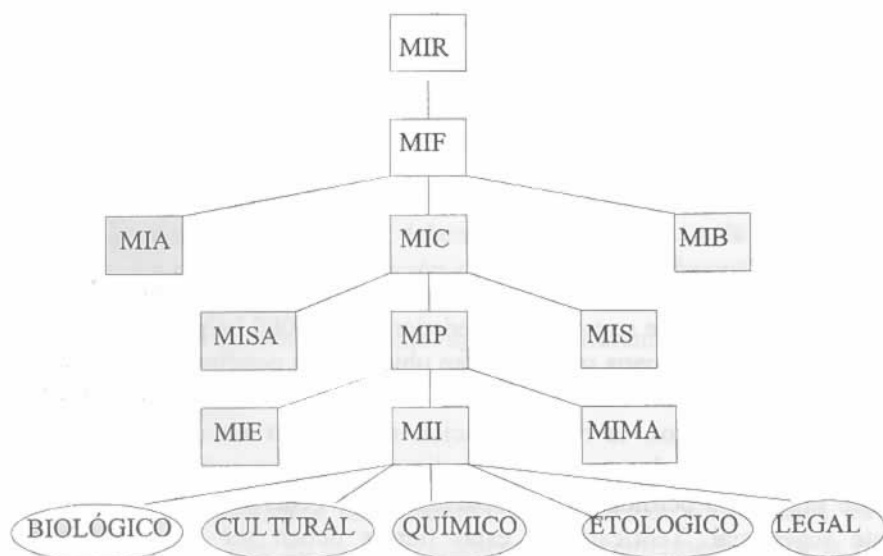 MIR
MIF
MIA MIC MIB
MISA MIP MIS
MIE MII MIMA
BIOLÓGICO CULTURAL QUÍMICO ETOLOGICO LEGAL